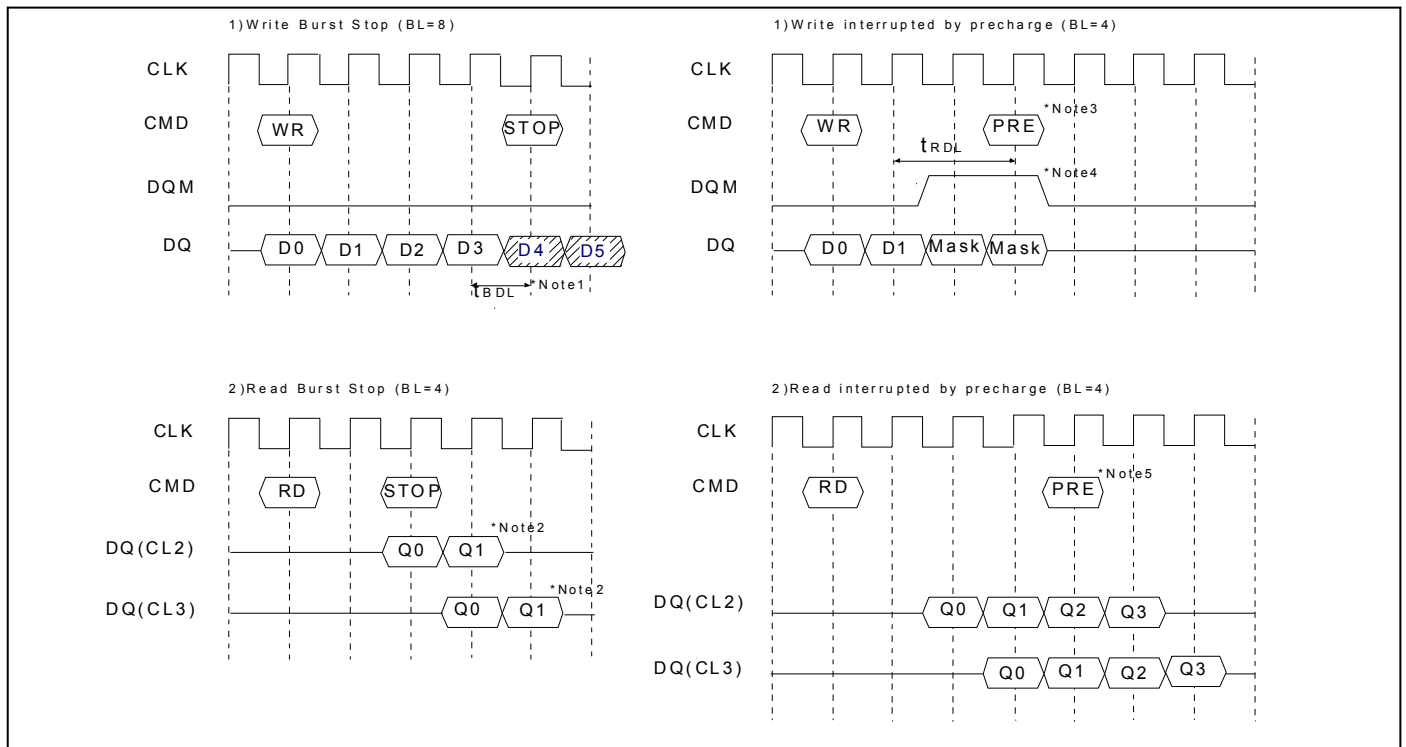 1)Write Burst Stop (BL=8)
CLK
CMD
WR
STOP
DQM
DQ
D0 D1 D2 D3 D4 D5
tBDL
*Note1
1)Write interrupted by precharge (BL=4)
CLK
CMD
WR
PRE
*Note3
tRDL
DQM
*Note4
DQ
D0 D1 Mask Mask
2)Read Burst Stop (BL=4)
CLK
CMD
RD
STOP
DQ(CL2)
Q0 Q1
*Note2
DQ(CL3)
Q0 Q1
*Note2
2)Read interrupted by precharge (BL=4)
CLK
CMD
RD
PRE
*Note5
DQ(CL2)
Q0 Q1 Q2 Q3
DQ(CL3)
Q0 Q1 Q2 Q3